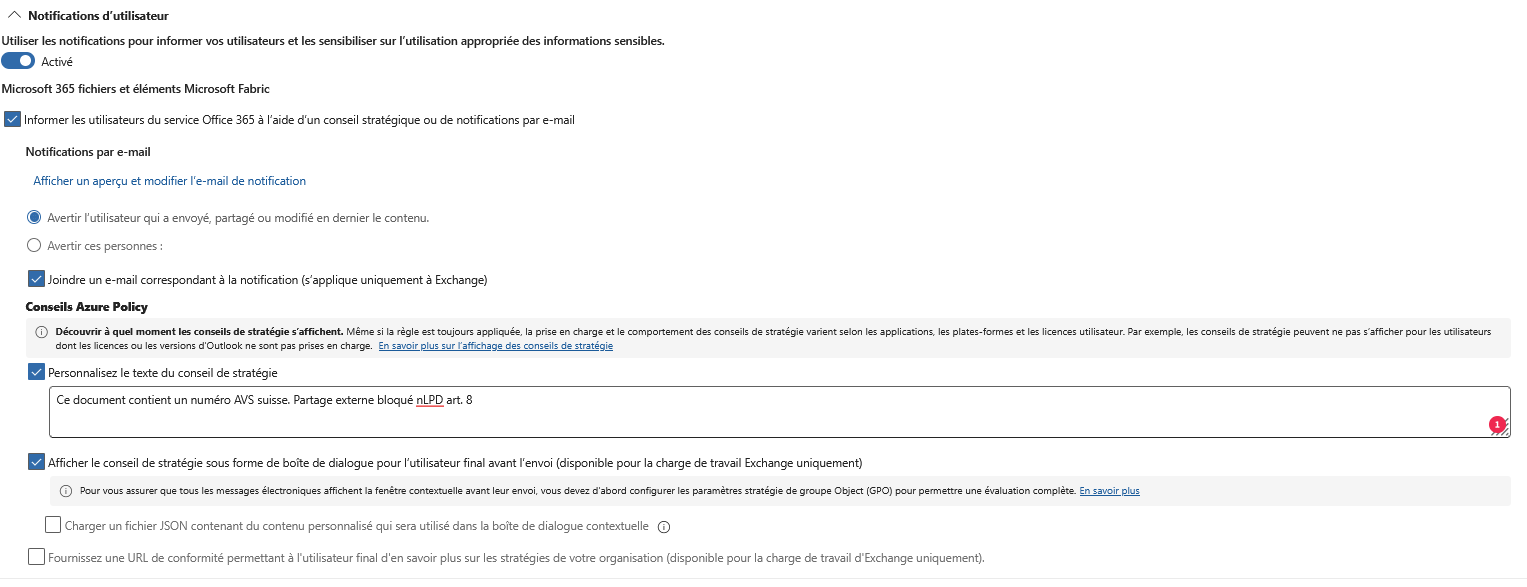 Notifications d'utilisateur
Utiliser les notifications pour informer vos utilisateurs et les sensibiliser sur l'utilisation appropriée des informations sensibles.
Activé
Microsoft 365 fichiers et éléments Microsoft Fabric
Informer les utilisateurs du service Office 365 à l'aide d'un conseil stratégique ou de notifications par e-mail
Notifications par e-mail
Afficher un aperçu et modifier l'e-mail de notification
Avertir l'utilisateur qui a envoyé, partagé ou modifié en dernier le contenu.
Avertir ces personnes :
Joindre un e-mail correspondant à la notification (s'applique uniquement à Exchange)
Conseils Azure Policy
Découvrir à quel moment les conseils de stratégie s'affichent. Même si la règle est toujours appliquée, la prise en charge et le comportement des conseils de stratégie varient selon les applications, les plates-formes et les licences utilisateur. Par exemple, les conseils de stratégie peuvent ne pas s'afficher pour les utilisateurs
dont les licences ou les versions d'Outlook ne sont pas prises en charge. En savoir plus sur l'affichage des conseils de stratégie
Personnalisez le texte du conseil de stratégie
Ce document contient un numéro AVS suisse. Partage externe bloqué nLPD art. 8
1
Afficher le conseil de stratégie sous forme de boîte de dialogue pour l'utilisateur final avant l'envoi (disponible pour la charge de travail Exchange uniquement)
Pour vous assurer que tous les messages électroniques affichent la fenêtre contextuelle avant leur envoi, vous devez d'abord configurer les paramètres stratégie de groupe Object (GPO) pour permettre une évaluation complète. En savoir plus
Charger un fichier JSON contenant du contenu personnalisé qui sera utilisé dans la boîte de dialogue contextuelle
Fournissez une URL de conformité permettant à l'utilisateur final d'en savoir plus sur les stratégies de votre organisation (disponible pour la charge de travail d'Exchange uniquement).